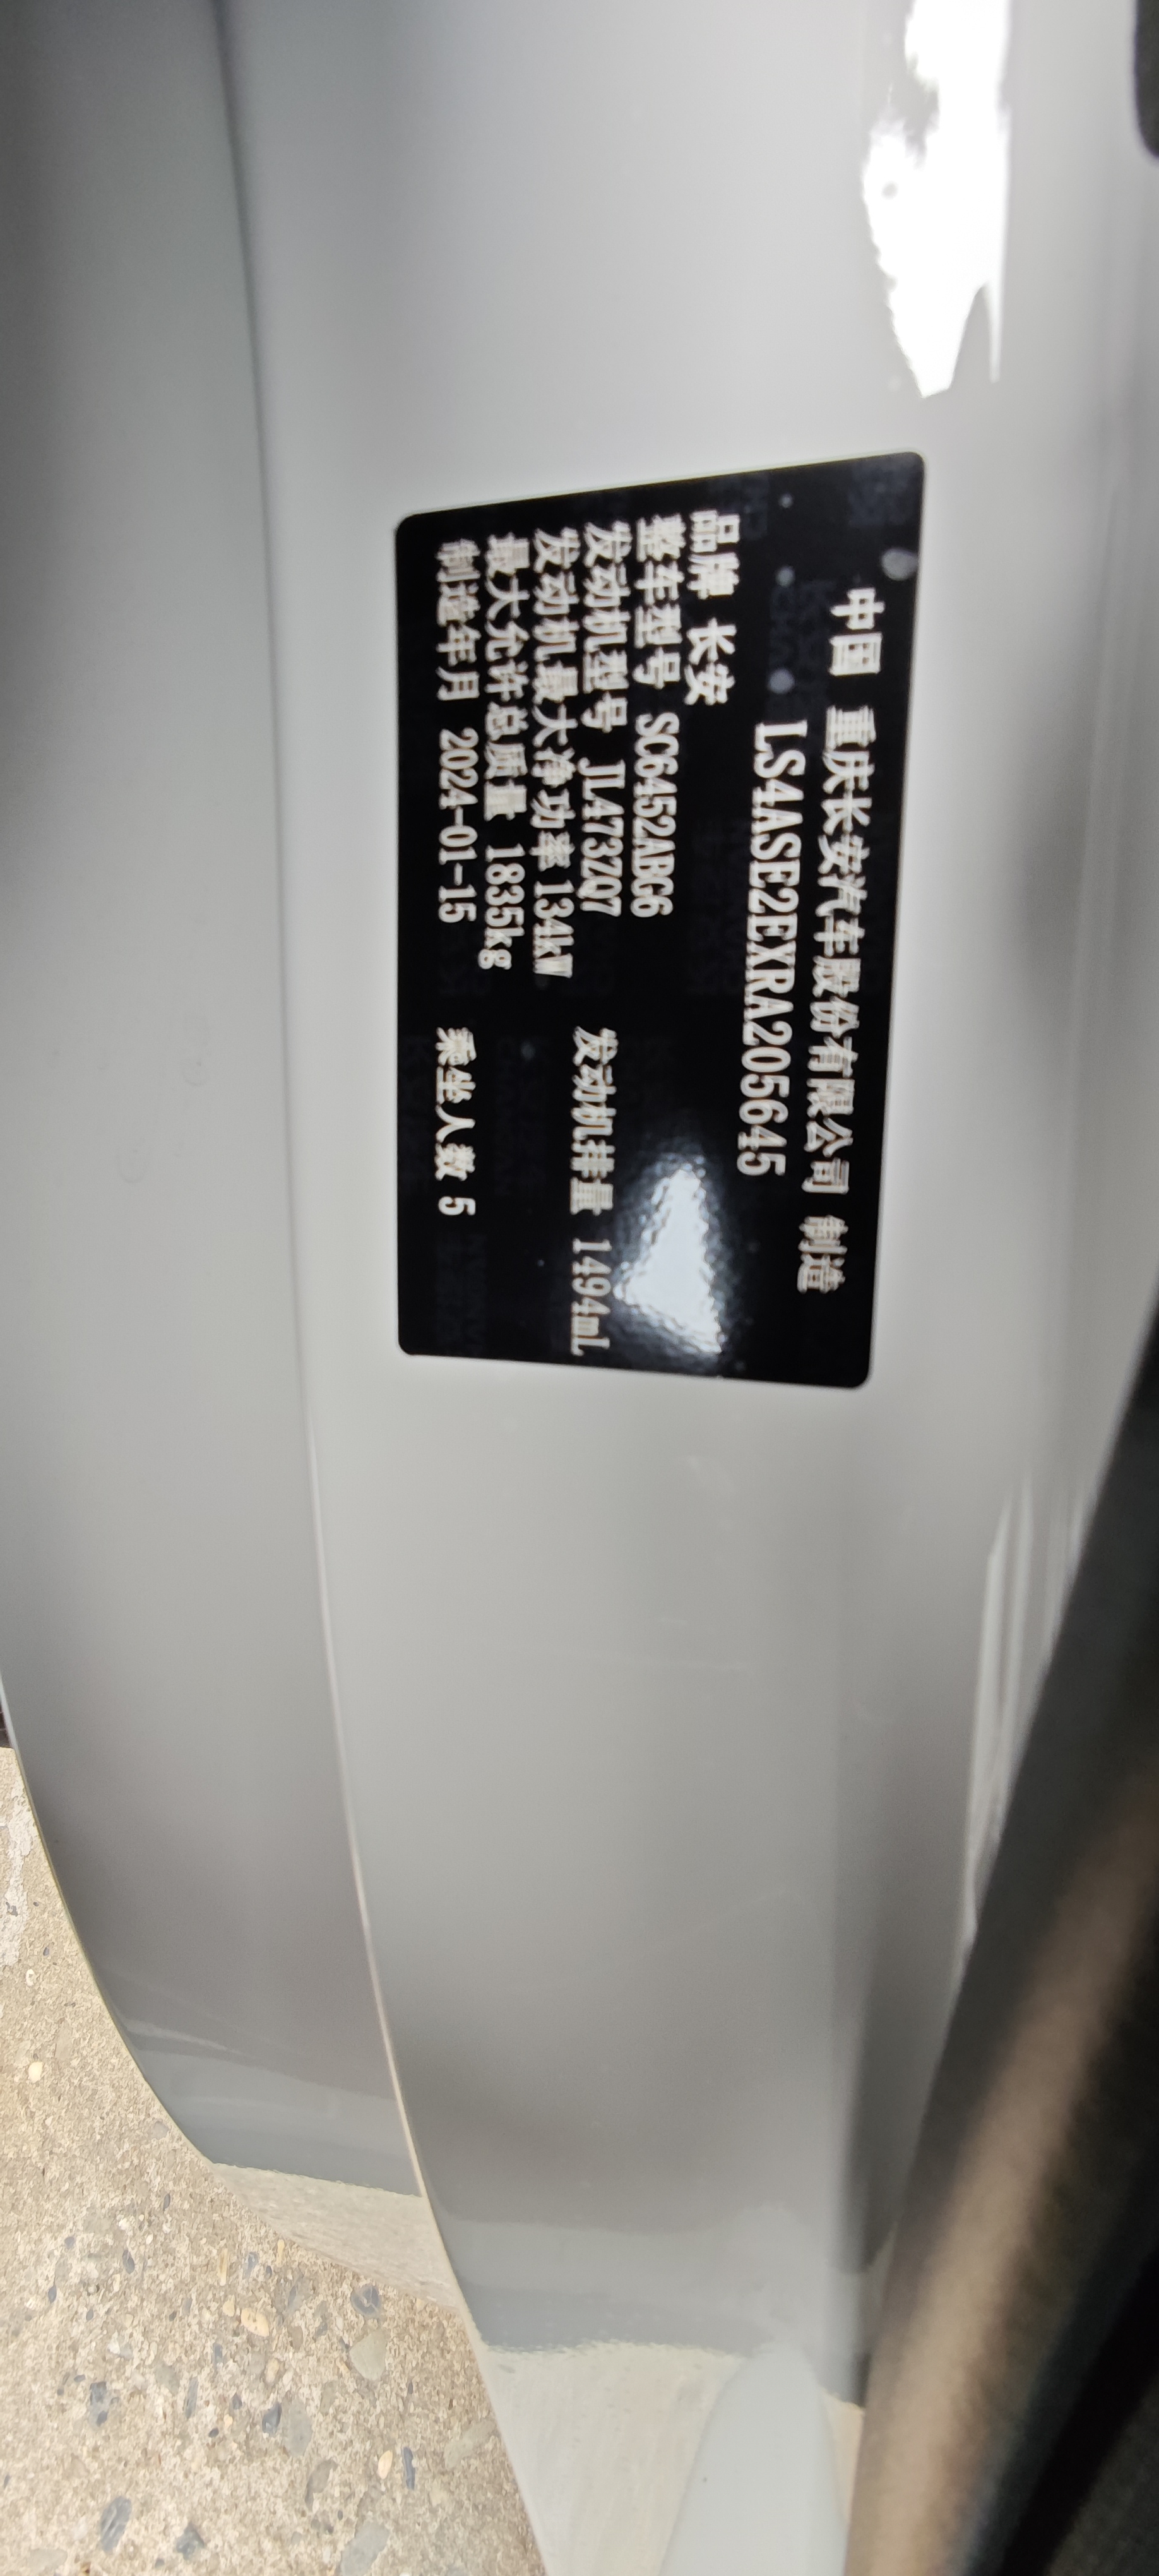 中国 重庆长安汽车股份有限公司 制造
LS4ASE2EXRA205645
品牌 长安
整车型号 SC6452ABG6
发动机型号 JL473ZQ7 发动机排量 1494mL
发动机最大净功率 134kW
最大允许总质量 1835kg
制造年月 2024-01-15 乘坐人数 5